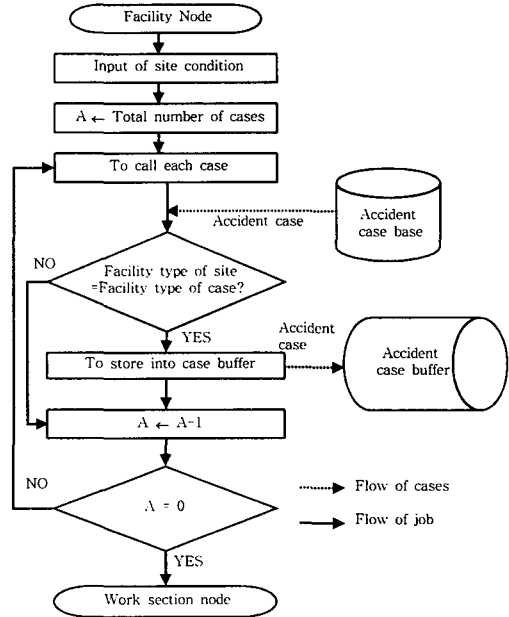 Facility Node
Input of site condition
A ← Total number of cases
To call each case
Accident case
Accident
case base
NO
Facility type of site
=Facility type of case?
YES
Accident
case
To store into case buffer
Accident
case buffer
A ← A-1
NO
A = 0
Flow of cases
Flow of job
YES
Work section node